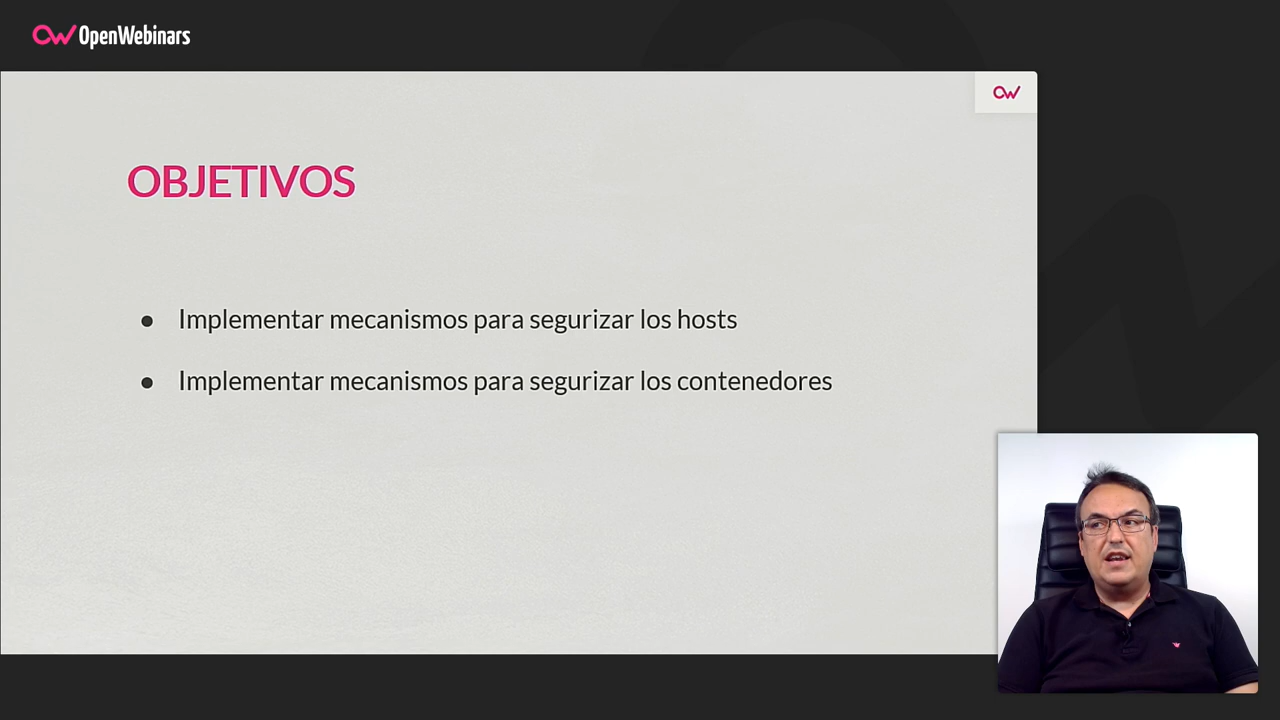 OpenWebinars
OBJETIVOS
● Implementar mecanismos para segurizar los hosts
● Implementar mecanismos para segurizar los contenedores